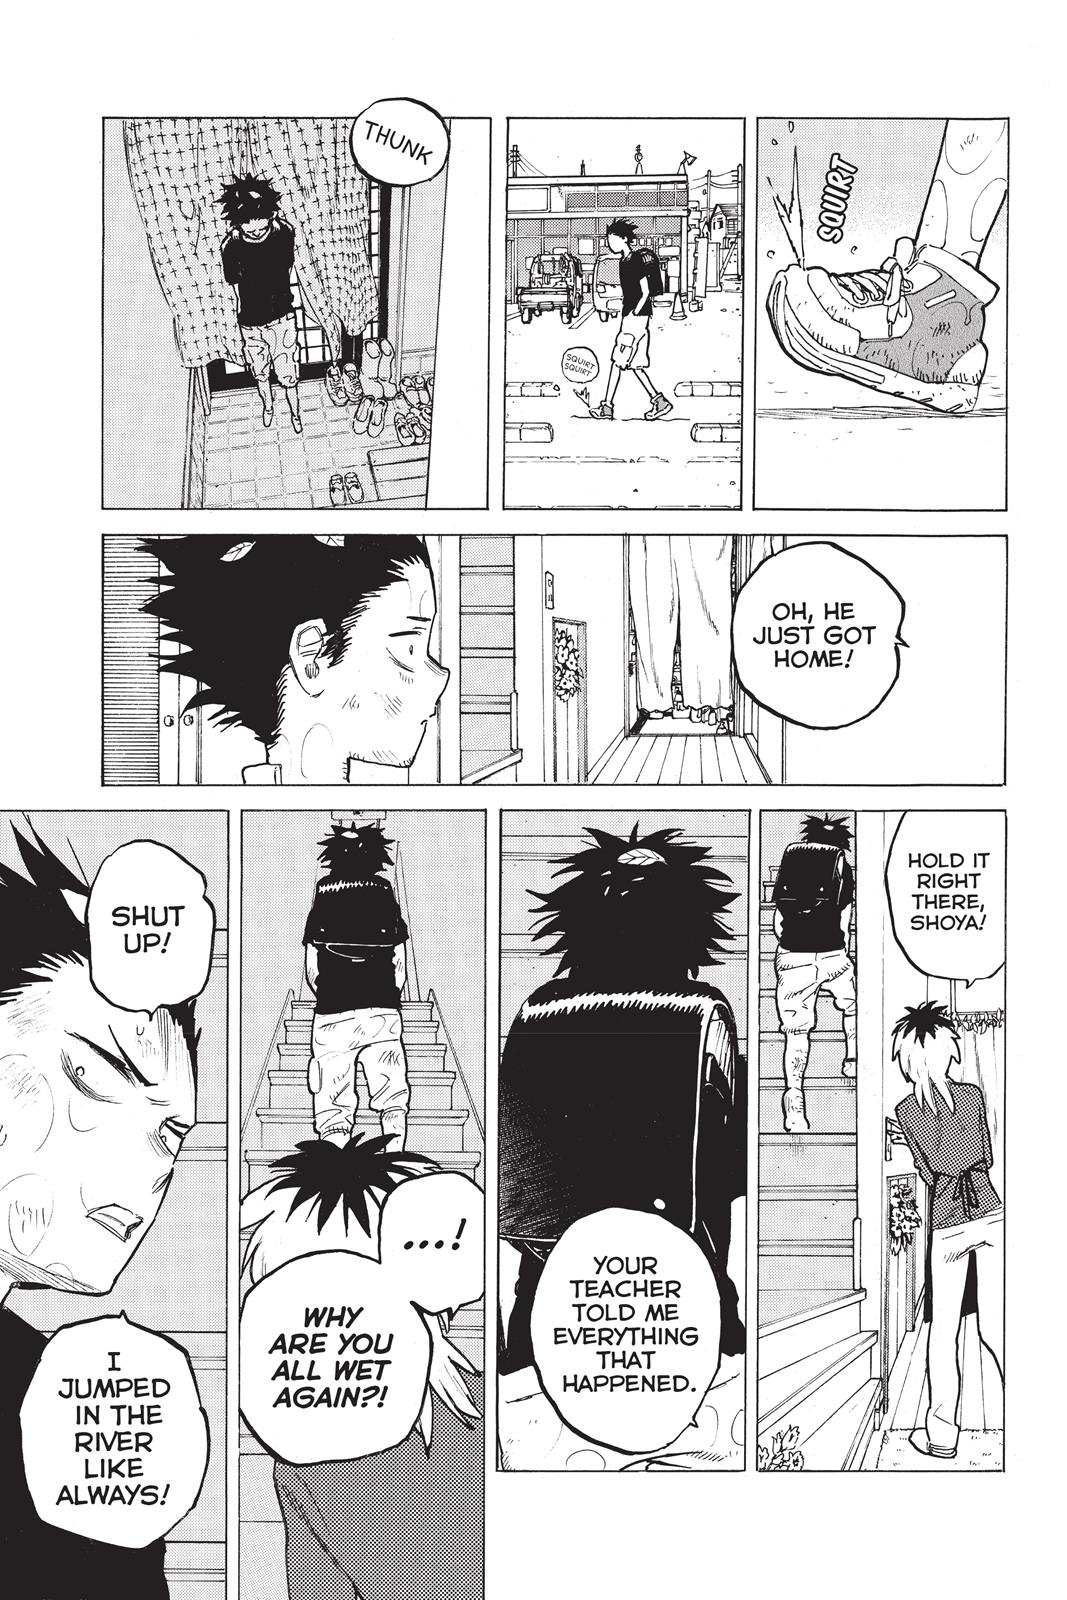 SQUIRT
SQUIRT
SQUIRT
THUNK
OH, HE
JUST GOT
HOME!
HOLD IT
RIGHT
THERE,
SHOYA!
YOUR
TEACHER
TOLD ME
EVERYTHING
THAT
HAPPENED.
....!
WHY
ARE YOU
ALL WET
AGAIN?!
SHUT
UP!
I
JUMPED
IN THE
RIVER
LIKE
ALWAYS!